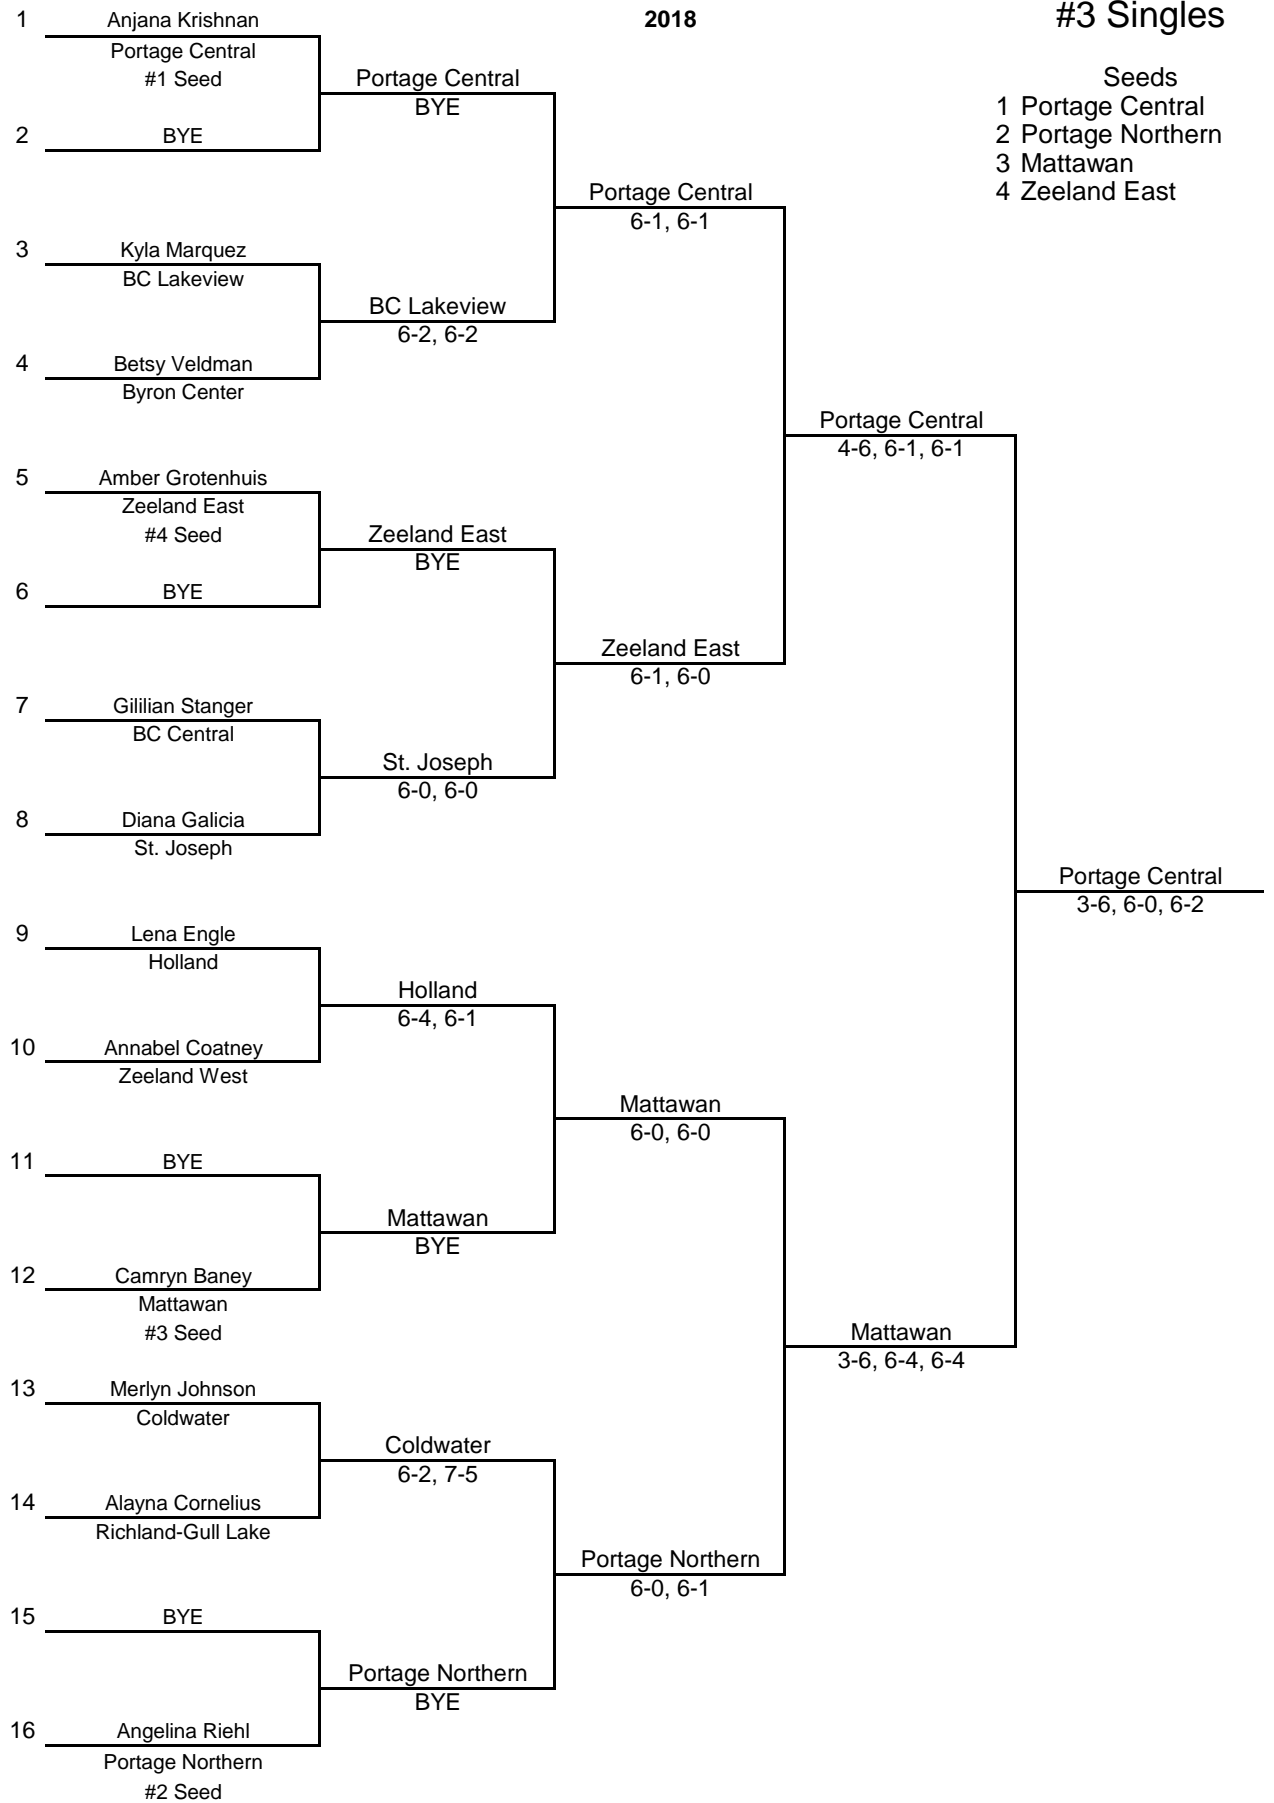 2018
#3 Singles
Seeds
1 Portage Central
2 Portage Northern
3 Mattawan
4 Zeeland East
1 Anjana Krishnan
Portage Central
#1 Seed
2 BYE
3 Kyla Marquez
BC Lakeview
4 Betsy Veldman
Byron Center
5 Amber Grotenhuis
Zeeland East
#4 Seed
6 BYE
7 Gililian Stanger
BC Central
8 Diana Galicia
St. Joseph
9 Lena Engle
Holland
10 Annabel Coatney
Zeeland West
11 BYE
12 Camryn Baney
Mattawan
#3 Seed
13 Merlyn Johnson
Coldwater
14 Alayna Cornelius
Richland-Gull Lake
15 BYE
16 Angelina Riehl
Portage Northern
#2 Seed
Portage Central
BYE
BC Lakeview
6-2, 6-2
Zeeland East
BYE
St. Joseph
6-0, 6-0
Holland
6-4, 6-1
Mattawan
BYE
Coldwater
6-2, 7-5
Portage Northern
BYE
Portage Central
6-1, 6-1
Zeeland East
6-1, 6-0
Mattawan
6-0, 6-0
Portage Northern
6-0, 6-1
Portage Central
4-6, 6-1, 6-1
Mattawan
3-6, 6-4, 6-4
Portage Central
3-6, 6-0, 6-2